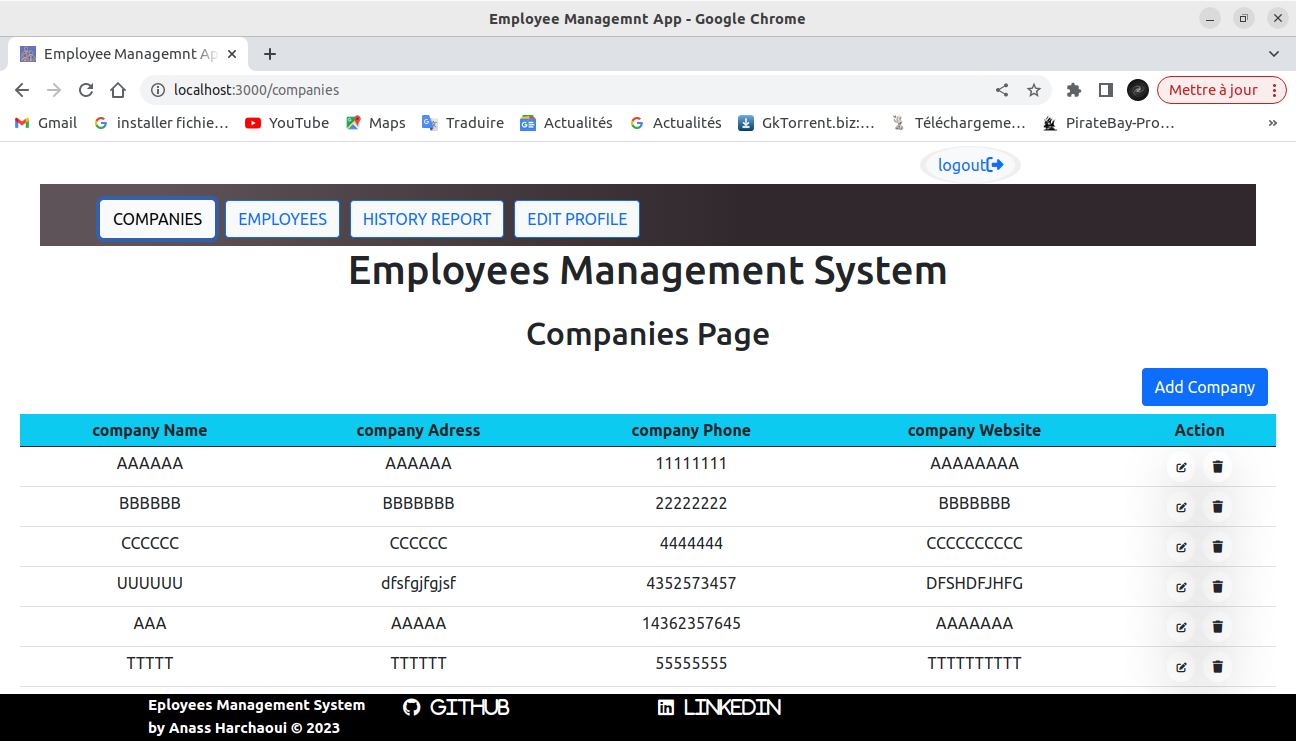 Employee Managemnt App - Google Chrome
Employee Managemnt Ap
localhost:3000/companies
Mettre à jour
Gmail installer fichie... YouTube Maps Traduire Actualités Actualités GkTorrent.biz:... Téléchargeme... PirateBay-Pro... »
logout
COMPANIES EMPLOYEES HISTORY REPORT EDIT PROFILE
Employees Management System
Companies Page
Add Company
company Name company Adress company Phone company Website Action
AAAAAA AAAAAA 11111111 AAAAAAAA
BBBBBB BBBBBBB 22222222 BBBBBBB
CCCCCC CCCCCC 4444444 CCCCCCCCCC
UUUUUU dfsfgjfgjsf 4352573457 DFSHDFJHFG
AAA AAAAA 14362357645 AAAAAAA
TTTTT TTTTTT 55555555 TTTTTTTTTT
Eployees Management System GITHUB LINKEDIN
by Anass Harchaoui © 2023